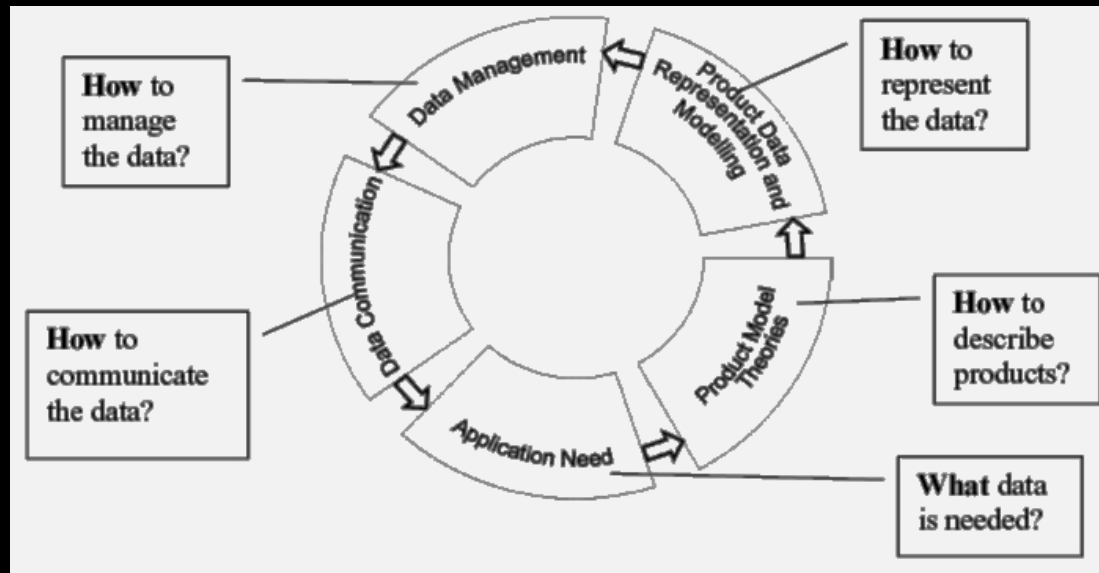 How to
manage
the data?
Data Management
Product Data
Representation and
Modelling
How to
represent
the data?
Data Communication
How to
communicate
the data?
Product Model
Theories
How to
describe
products?
Application Need
What data
is needed?